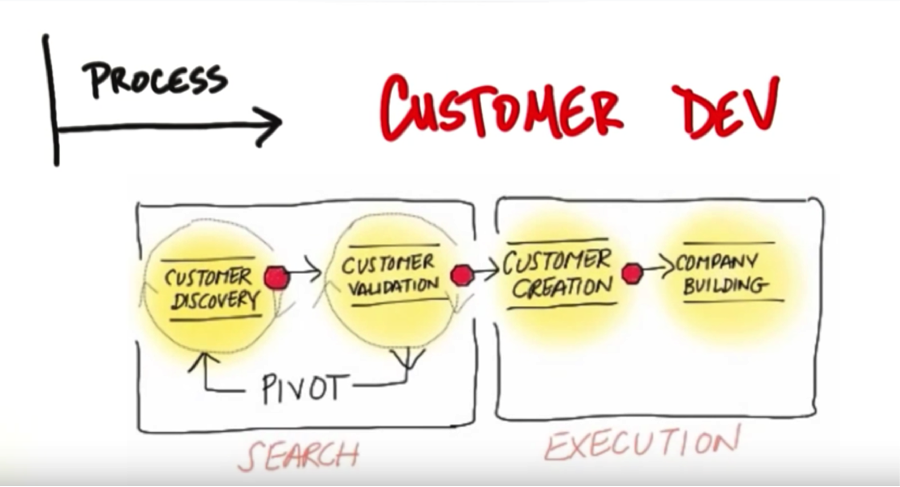 PROCESS
CUSTOMER DEV
CUSTOMER
DISCOVERY
CUSTOMER
VALIDATION
CUSTOMER
CREATION
COMPANY
BUILDING
PIVOT
SEARCH
EXECUTION